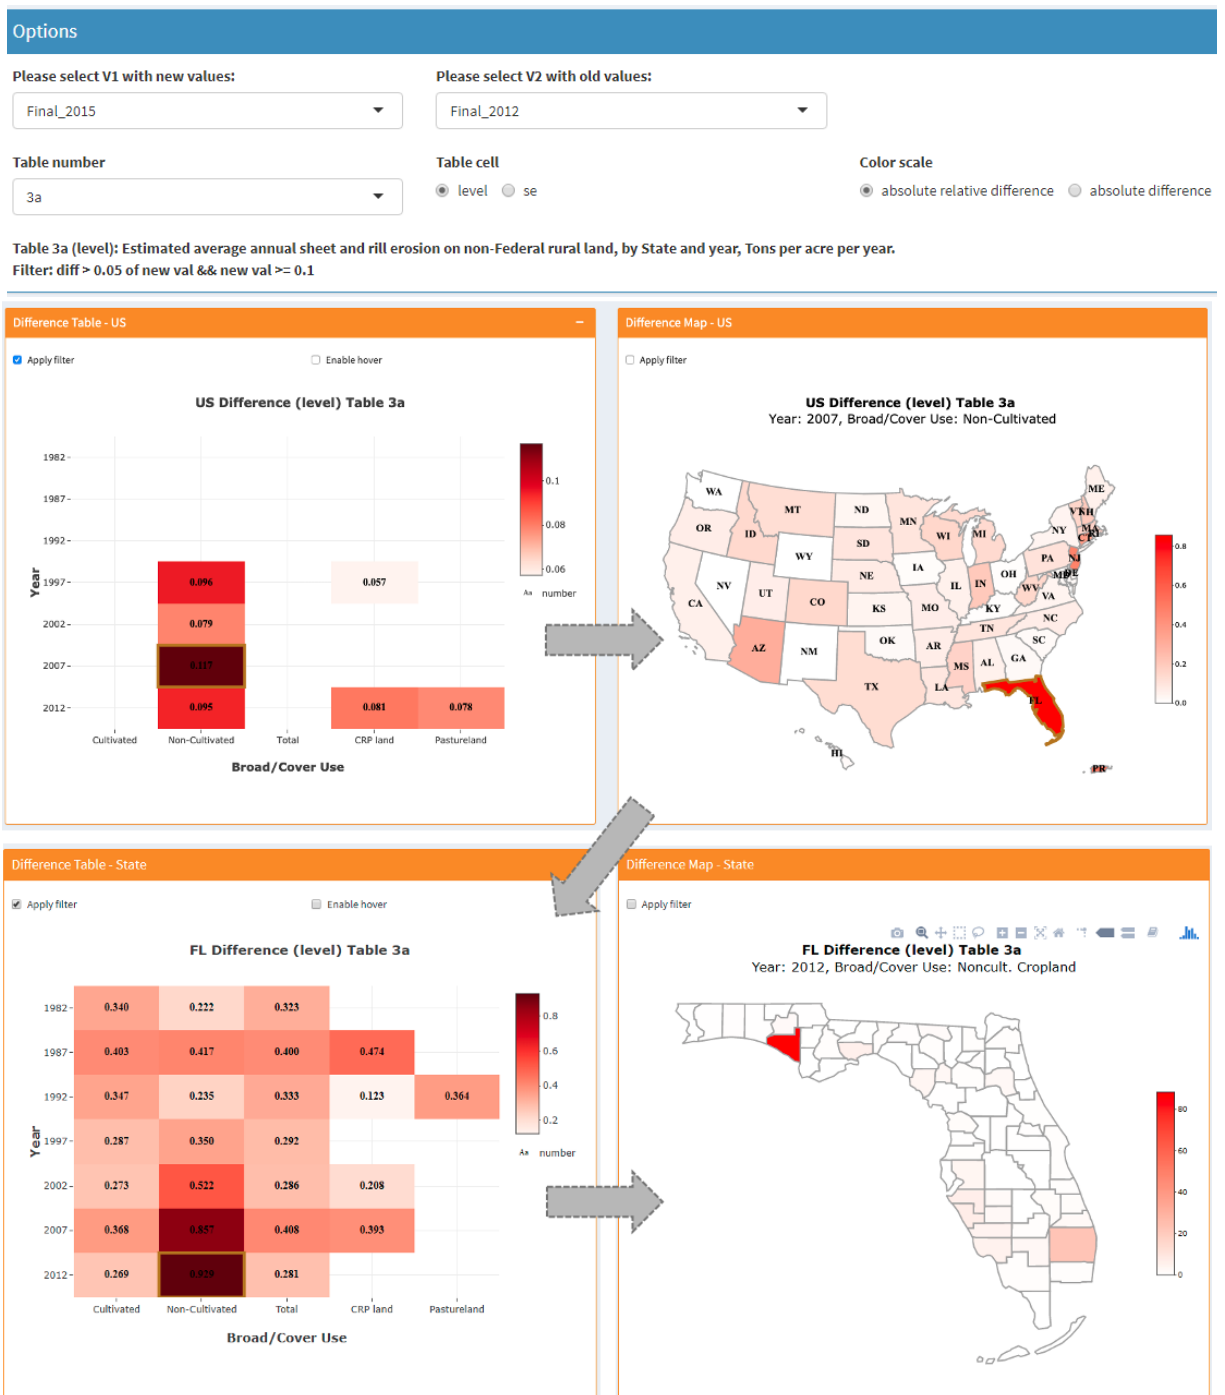 Options
Please select V1 with new values: Please select V2 with old values:
Final_2015 Final_2012
Table number Table cell Color scale
3a level se absolute relative difference absolute difference
Table 3a (level): Estimated average annual sheet and rill erosion on non-Federal rural land, by State and year, Tons per acre per year.
Filter: diff > 0.05 of new val && new val >= 0.1
Difference Table - US
Apply filter Enable hover
US Difference (level) Table 3a
Year
1982
1987
1992
1997 0.096 0.057
2002 0.079
2007 0.117
2012 0.095 0.081 0.078
Cultivated Non-Cultivated Total CRP land Pastureland
Broad/Cover Use
0.1
0.08
0.06
Aa number
Difference Map - US
Apply filter
US Difference (level) Table 3a
Year: 2007, Broad/Cover Use: Non-Cultivated
WA MT ND MN ME
OR ID SD WI MI NY VT NH MA CT RI
WY IA PA NJ
NV UT CO NE IL IN OH WV MD DE VA
CA KS MO KY NC
AZ NM OK AR TN SC
TX LA MS AL GA
FL
HI PR
0.8
0.6
0.4
0.2
0.0
Difference Table - State
Apply filter Enable hover
FL Difference (level) Table 3a
Year
1982 0.340 0.222 0.323
1987 0.403 0.417 0.400 0.474
1992 0.347 0.235 0.333 0.123 0.364
1997 0.287 0.350 0.292
2002 0.273 0.522 0.286 0.208
2007 0.368 0.857 0.408 0.393
2012 0.269 0.929 0.281
Cultivated Non-Cultivated Total CRP land Pastureland
Broad/Cover Use
0.8
0.6
0.4
0.2
Aa number
Difference Map - State
Apply filter
FL Difference (level) Table 3a
Year: 2012, Broad/Cover Use: Noncult. Cropland
80
60
40
20
0